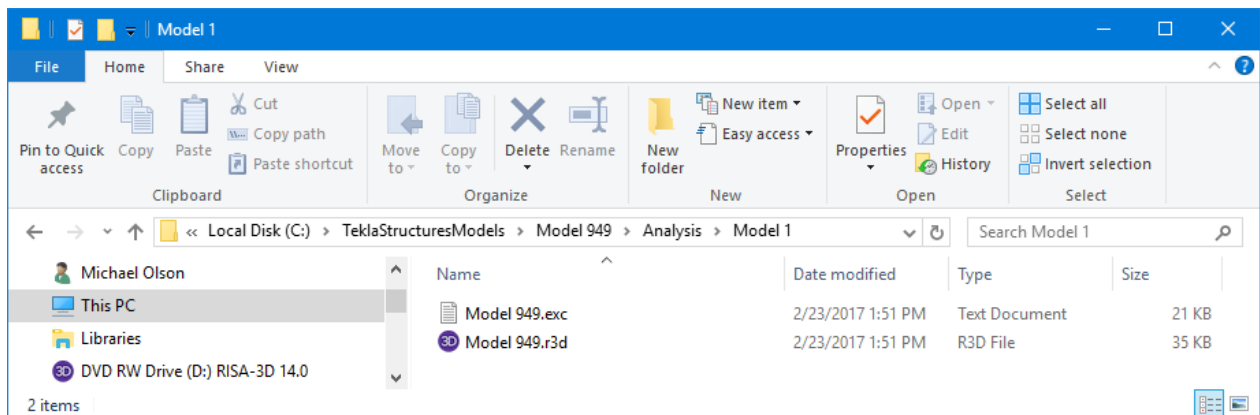 Model 1
File Home Share View
Pin to Quick access
Copy
Paste
Cut
Copy path
Paste shortcut
Clipboard
Move to
Copy to
Delete
Rename
Organize
New folder
New item
Easy access
New
Properties
Open
Edit
History
Open
Select all
Select none
Invert selection
Select
« Local Disk (C:) > TeklaStructuresModels > Model 949 > Analysis > Model 1
Search Model 1
Michael Olson
This PC
Libraries
3D DVD RW Drive (D:) RISA-3D 14.0
Name Date modified Type Size
Model 949.exc 2/23/2017 1:51 PM Text Document 21 KB
3D Model 949.r3d 2/23/2017 1:51 PM R3D File 35 KB
2 items